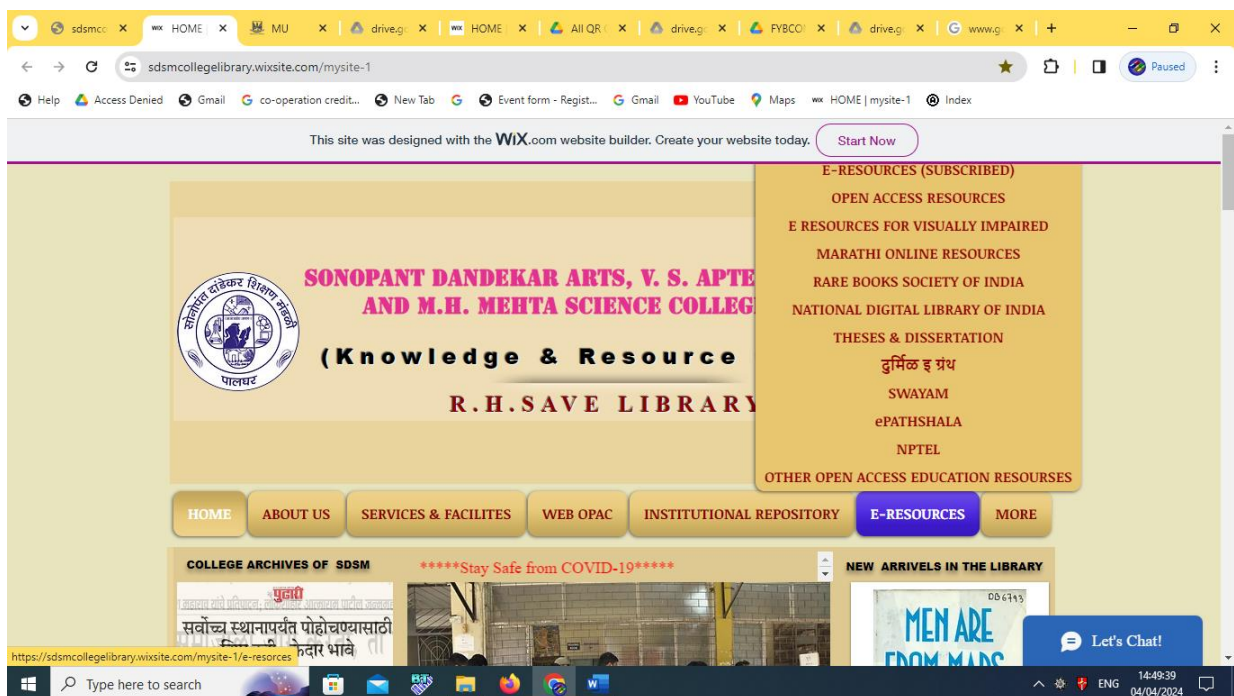 sdsmcc
HOME
MU
drive.g
HOME
All QR
drive.g
FYBCO
drive.g
www.g
sdsmcollegelibrary.wixsite.com/mysite-1
Paused
Help
Access Denied
Gmail
co-operation credit...
New Tab
Event form - Regist...
Gmail
YouTube
Maps
HOME | mysite-1
Index
This site was designed with the WiX.com website builder. Create your website today.
Start Now
E-RESOURCES (SUBSCRIBED)
OPEN ACCESS RESOURCES
E RESOURCES FOR VISUALLY IMPAIRED
MARATHI ONLINE RESOURCES
RARE BOOKS SOCIETY OF INDIA
NATIONAL DIGITAL LIBRARY OF INDIA
THESES & DISSERTATION
दुर्मिळ इ ग्रंथ
SWAYAM
ePATHSHALA
NPTEL
OTHER OPEN ACCESS EDUCATION RESOURSES
सोनोपंत दांडेकर शिक्षण मंडळी
पालघर
SONOPANT DANDEKAR ARTS, V. S. APTE
AND M.H. MEHTA SCIENCE COLLEG
(Knowledge & Resource
R.H.SAVE LIBRARY
HOME
ABOUT US
SERVICES & FACILITES
WEB OPAC
INSTITUTIONAL REPOSITORY
E-RESOURCES
MORE
COLLEGE ARCHIVES OF SDSM
*****Stay Safe from COVID-19*****
NEW ARRIVELS IN THE LIBRARY
पुढारी
सर्वोच्च स्थानापर्यंत पोहोचण्यासाठी
दार भावे
DB6793
MEN ARE
FROM MARS
Let's Chat!
https://sdsmcollegelibrary.wixsite.com/mysite-1/e-resorces
Type here to search
ENG
14:49:39
04/04/2024